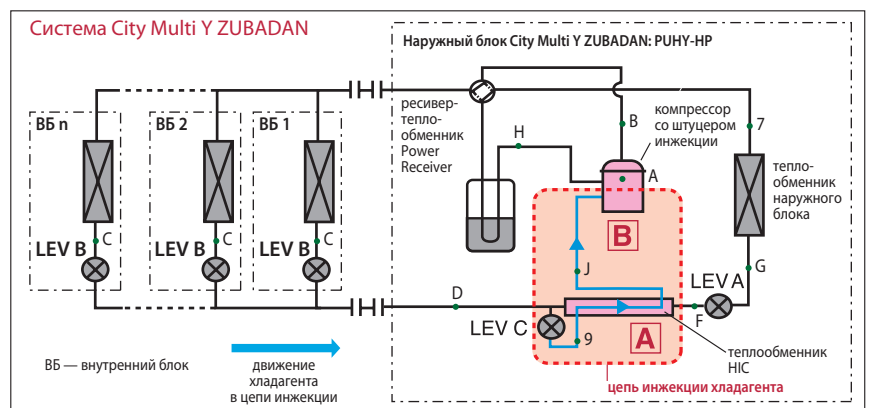 Система City Multi Y ZUBADAN
Наружный блок City Multi Y ZUBADAN: PUHY-HP
ВБ n
ВБ 2
ВБ 1
ресивер-
тепло-
обменник
Power
Receiver
H
B
компрессор
со штуцером
инжекции
A
7
тепло-
обменник
наружного
блока
B
LEV B
C
LEV B
C
LEV B
C
J
G
LEV A
D
F
LEV C
9
A
теплообменник
HIC
цепь инжекции хладагента
ВБ — внутренний блок
движение
хладагента
в цепи инжекции